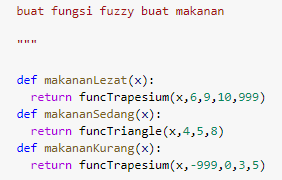 buat fungsi fuzzy buat makanan
"""
def makananLezat(x):
return funcTrapesium(x,6,9,10,999)
def makananSedang(x):
return funcTriangle(x,4,5,8)
def makananKurang(x):
return funcTrapesium(x,-999,0,3,5)